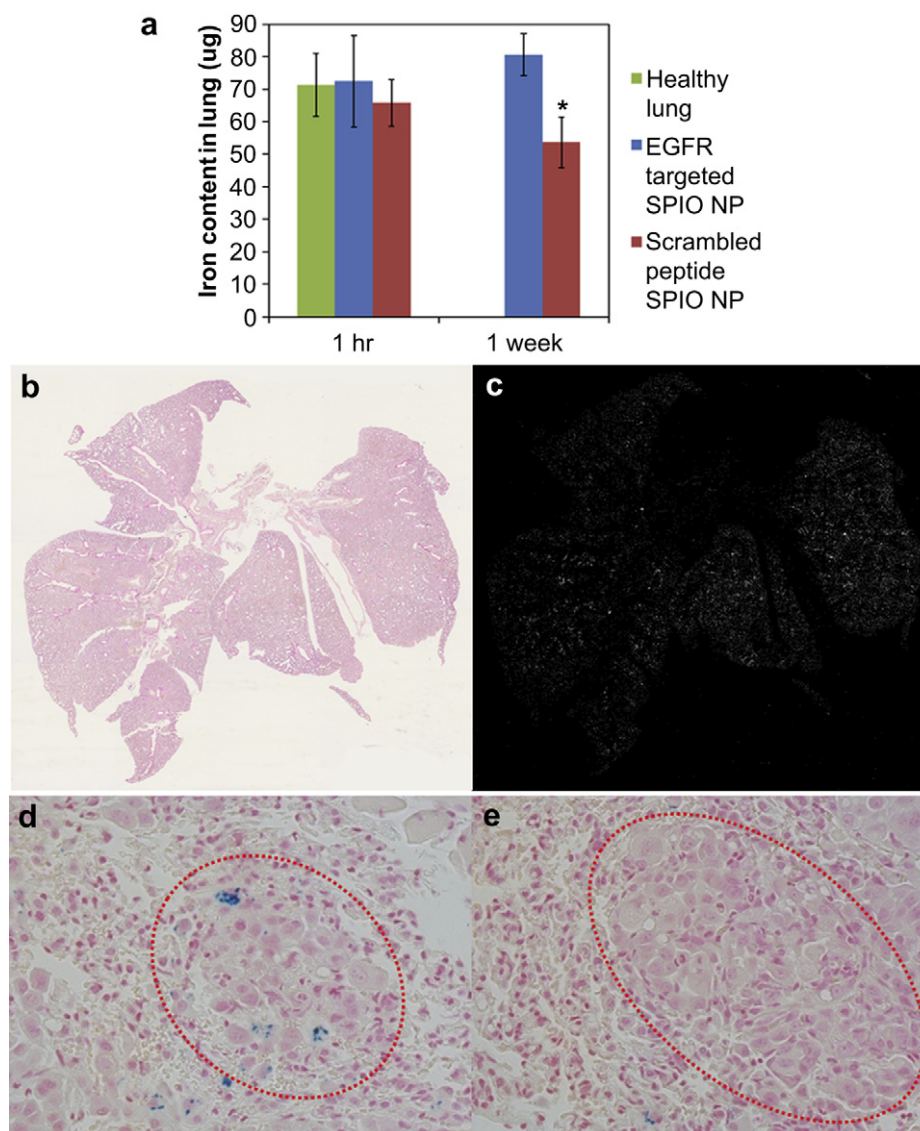 a
Iron content in lung (ug)
90
80
70
60
50
40
30
20
10
0
*
1 hr
1 week
Healthy
lung
EGFR
targeted
SPIO NP
Scrambled
peptide
SPIO NP
b
c
d
e